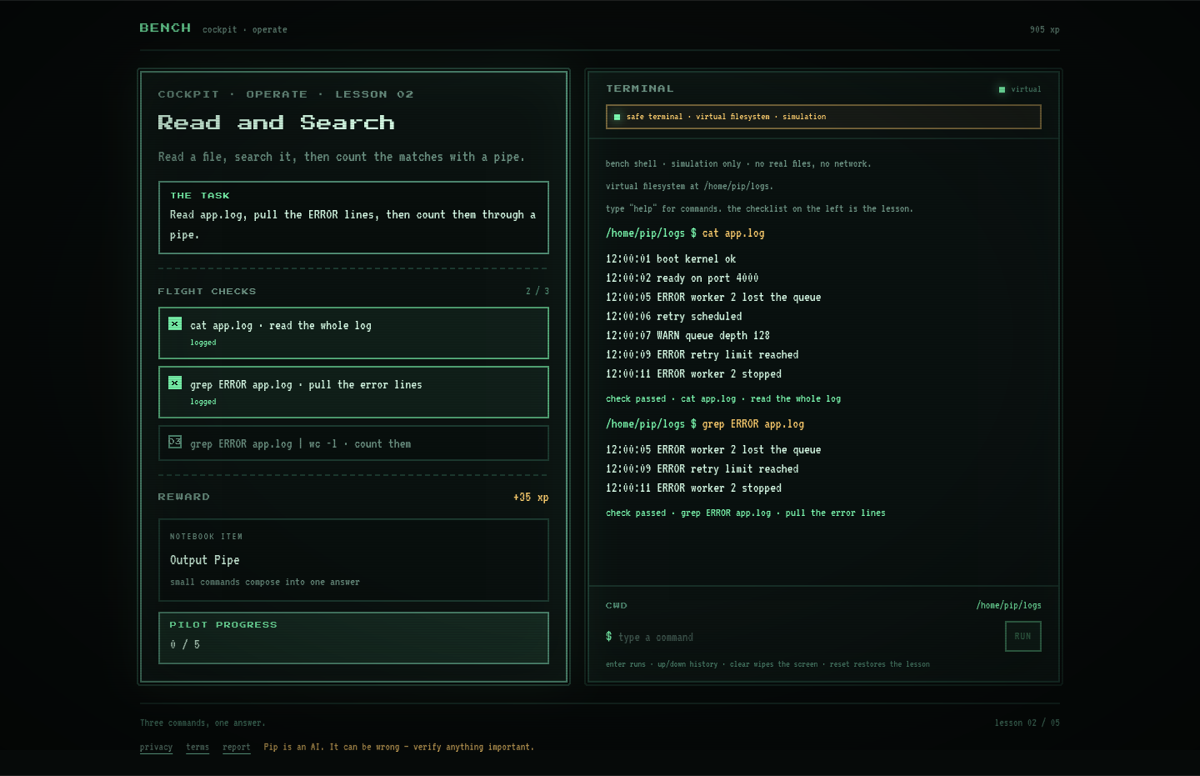 BENCH cockpit · operate
905 xp
COCKPIT · OPERATE · LESSON 02
Read and Search
Read a file, search it, then count the matches with a pipe.
THE TASK
Read app.log, pull the ERROR lines, then count them through a
pipe.
FLIGHT CHECKS
2 / 3
cat app.log · read the whole log
logged
grep ERROR app.log · pull the error lines
logged
03 grep ERROR app.log | wc -l · count them
REWARD
+35 xp
NOTEBOOK ITEM
Output Pipe
small commands compose into one answer
PILOT PROGRESS
0 / 5
TERMINAL
virtual
safe terminal · virtual filesystem · simulation
bench shell · simulation only · no real files, no network.
virtual filesystem at /home/pip/logs.
type "help" for commands. the checklist on the left is the lesson.
/home/pip/logs $ cat app.log
12:00:01 boot kernel ok
12:00:02 ready on port 4000
12:00:05 ERROR worker 2 lost the queue
12:00:06 retry scheduled
12:00:07 WARN queue depth 128
12:00:09 ERROR retry limit reached
12:00:11 ERROR worker 2 stopped
check passed · cat app.log · read the whole log
/home/pip/logs $ grep ERROR app.log
12:00:05 ERROR worker 2 lost the queue
12:00:09 ERROR retry limit reached
12:00:11 ERROR worker 2 stopped
check passed · grep ERROR app.log · pull the error lines
CWD
/home/pip/logs
$ type a command
RUN
enter runs · up/down history · clear wipes the screen · reset restores the lesson
Three commands, one answer.
lesson 02 / 05
privacy terms report Pip is an AI. It can be wrong – verify anything important.